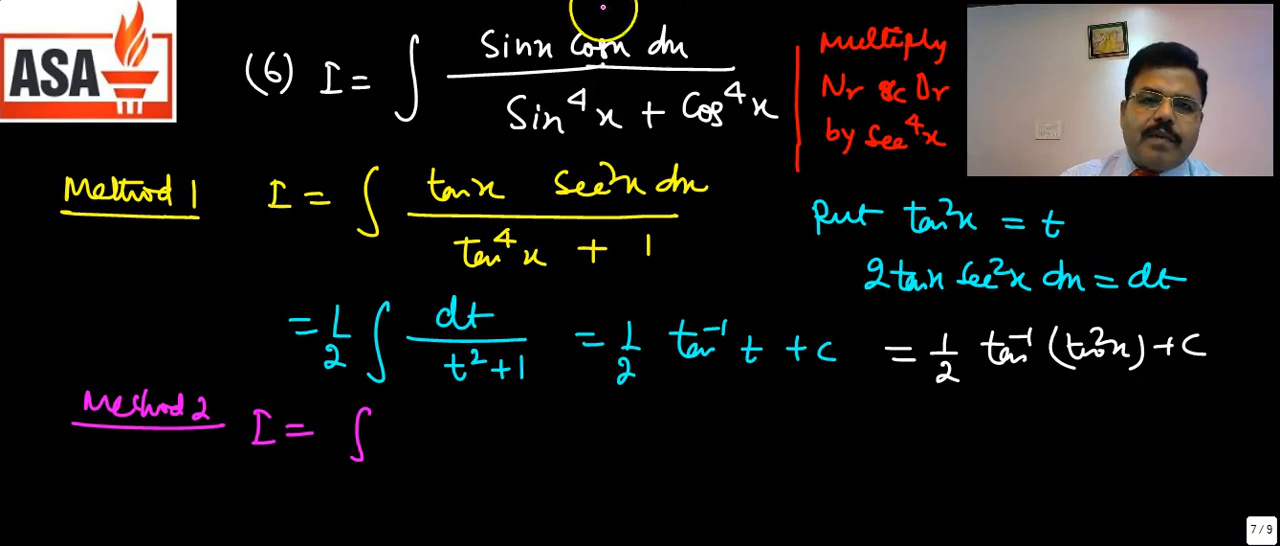 ASA
(6) I = ∫ Sinx Cosx dx / Sin⁴x + Cos⁴x
Multiply
Nr & Dr
by Sec⁴x
Method 1 I = ∫ tanx Sec²x dx / tan⁴x + 1
Put tan²x = t
2tanx Sec²x dx = dt
= 1/2 ∫ dt / t²+1 = 1/2 tan⁻¹ t + c = 1/2 tan⁻¹ (tan²x) + c
Method 2 I = ∫
7/9